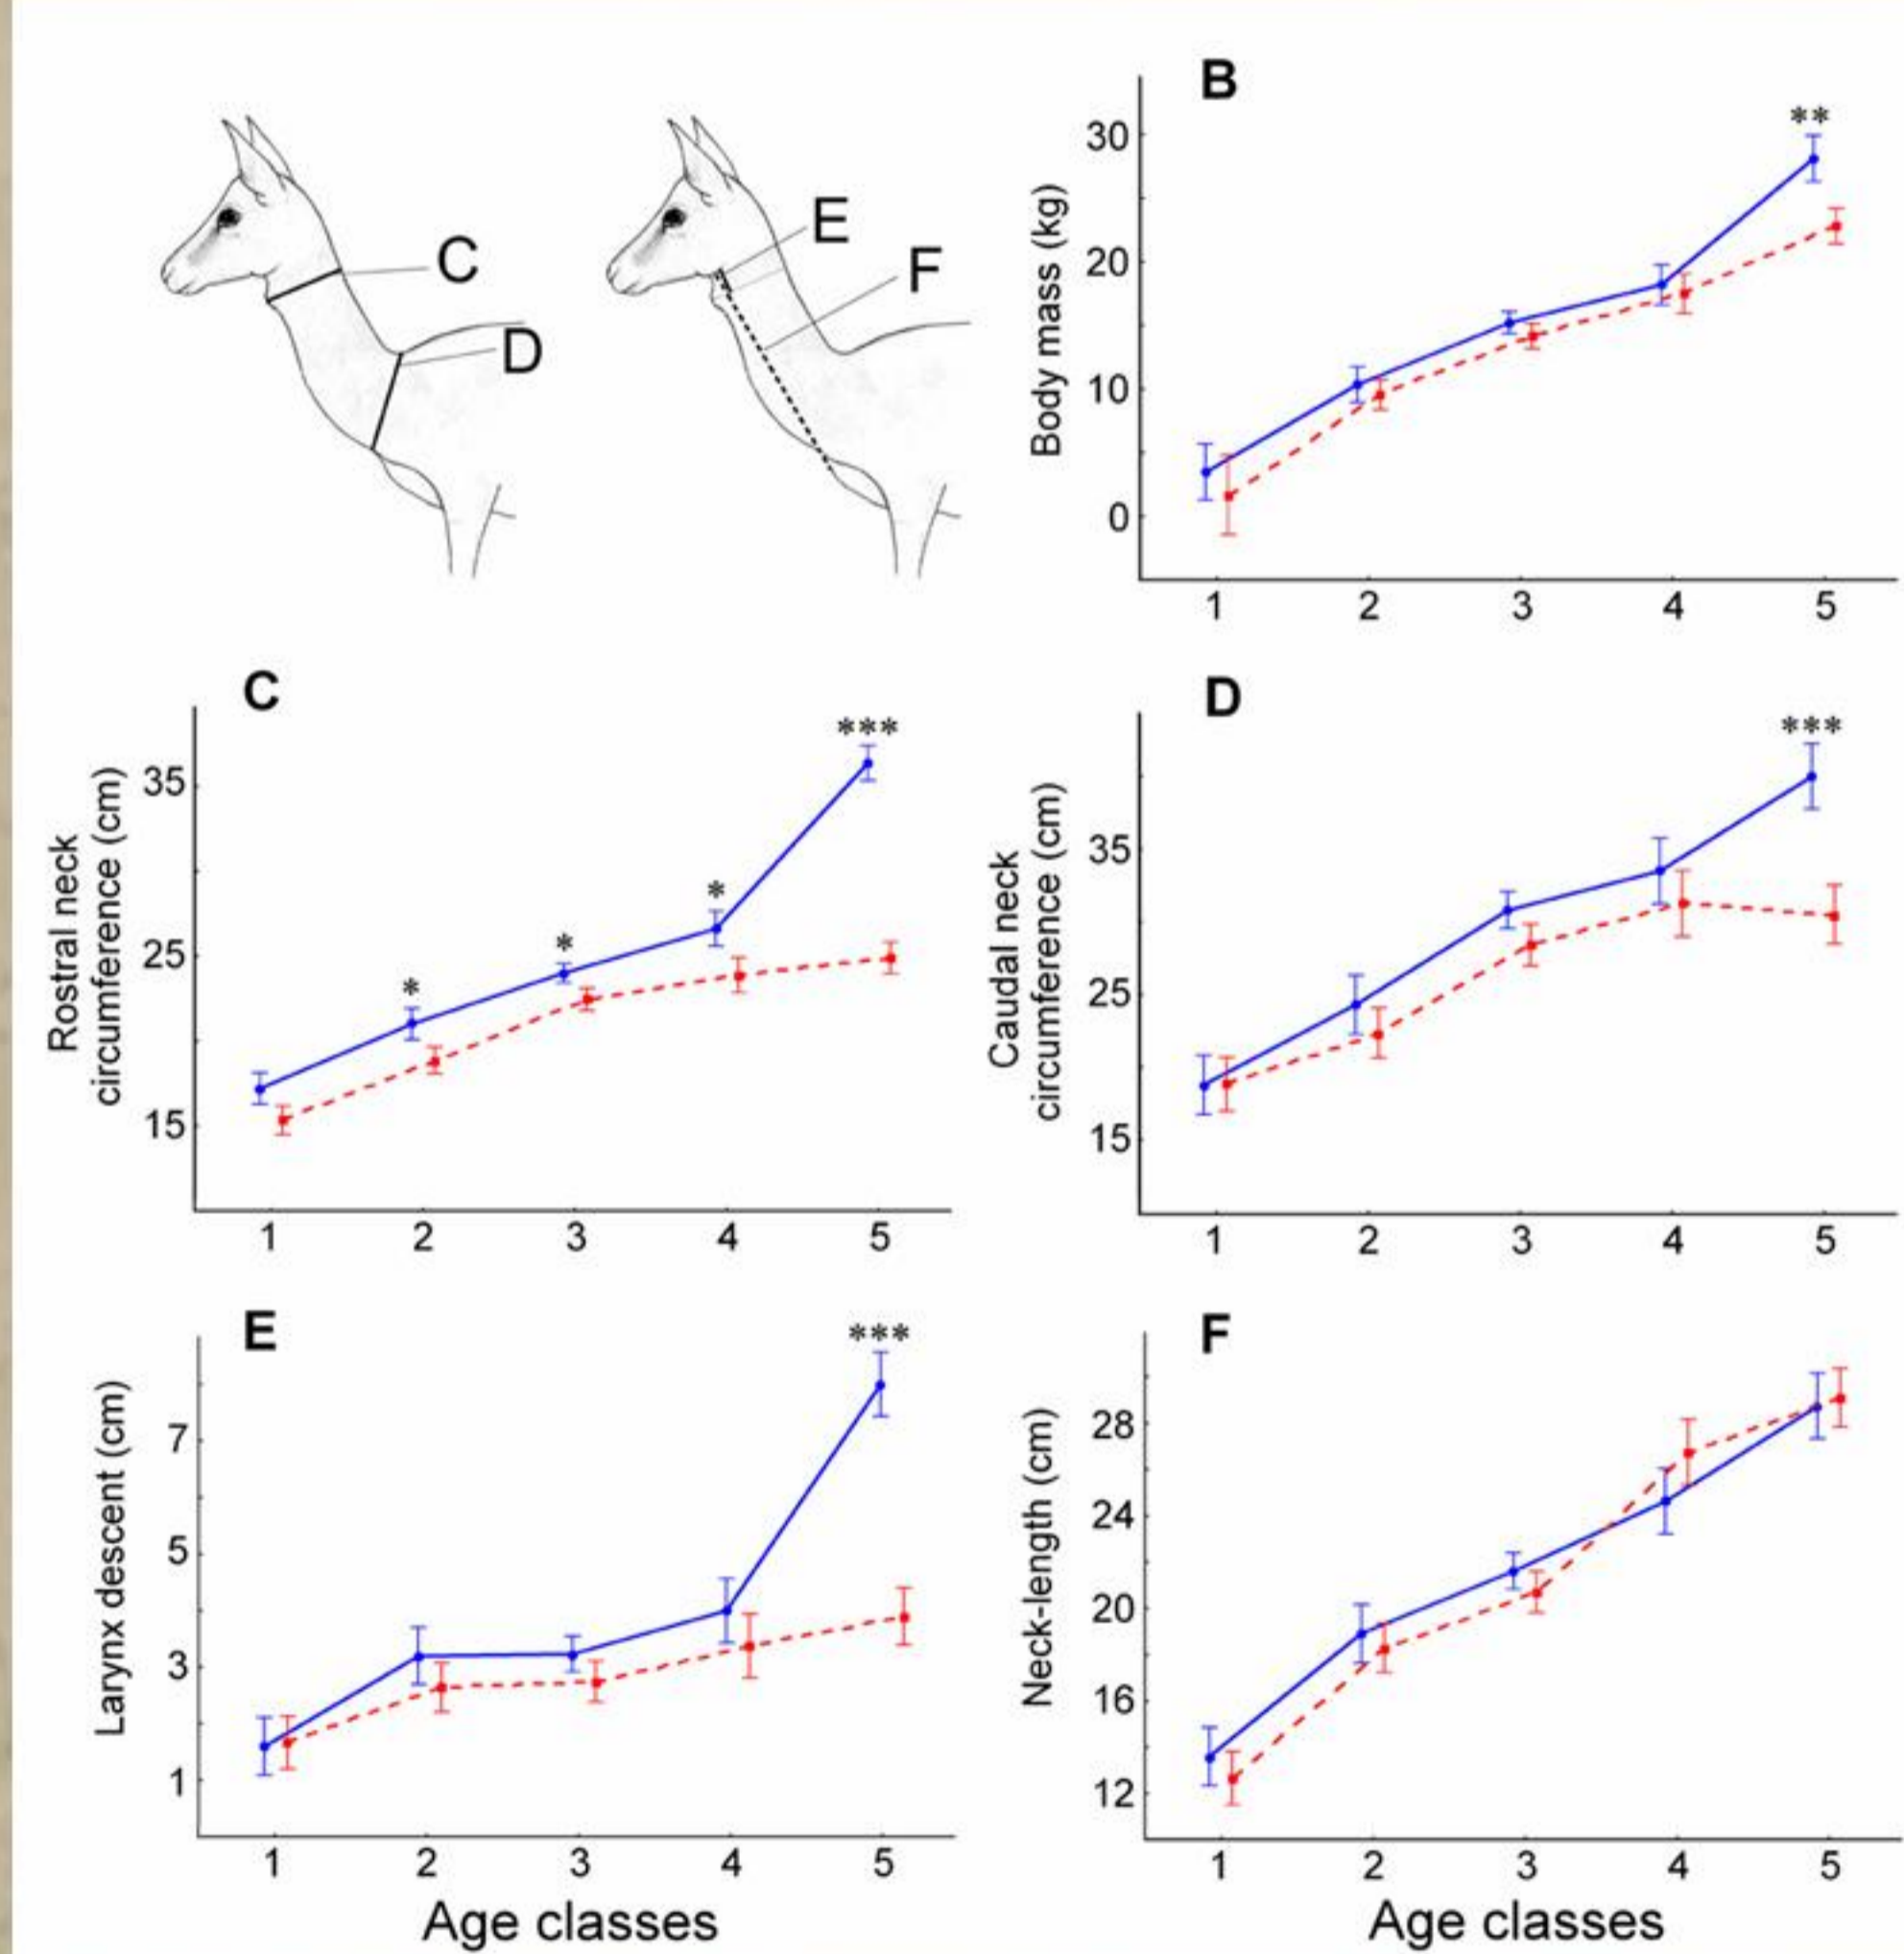 C
D
E
F
B
**
Body mass (kg)
30
20
10
0
1 2 3 4 5
C
***
*
*
*
Rostral neck
circumference (cm)
35
25
15
1 2 3 4 5
D
***
Caudal neck
circumference (cm)
35
25
15
1 2 3 4 5
E
***
Larynx descent (cm)
7
5
3
1
1 2 3 4 5
Age classes
F
Neck-length (cm)
28
24
20
16
12
1 2 3 4 5
Age classes